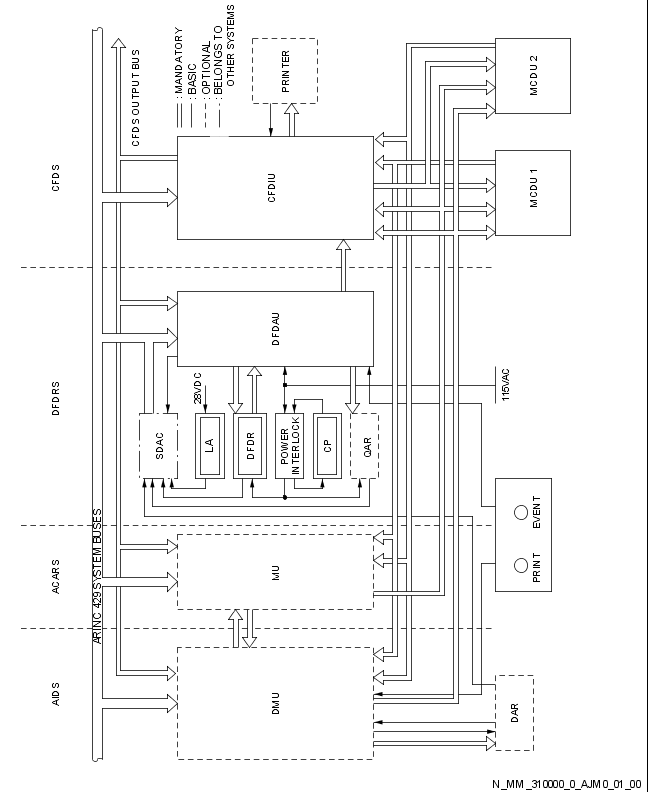 CFDS
DFDRS
ACARS
AIDS
ARINC 429 SYSTEM BUSES
CFDS OUTPUT BUS
: MANDATORY
: BASIC
: OPTIONAL
: BELONGS TO
OTHER SYSTEMS
PRINTER
CFDIU
MCDU 2
MCDU 1
DFDAU
28VDC
115VAC
SDAC
LA
DFDR
POWER
INTERLOCK
CP
QAR
MU
EVENT
PRINT
DMU
DAR
N_MM_310000_0_AJM0_01_00